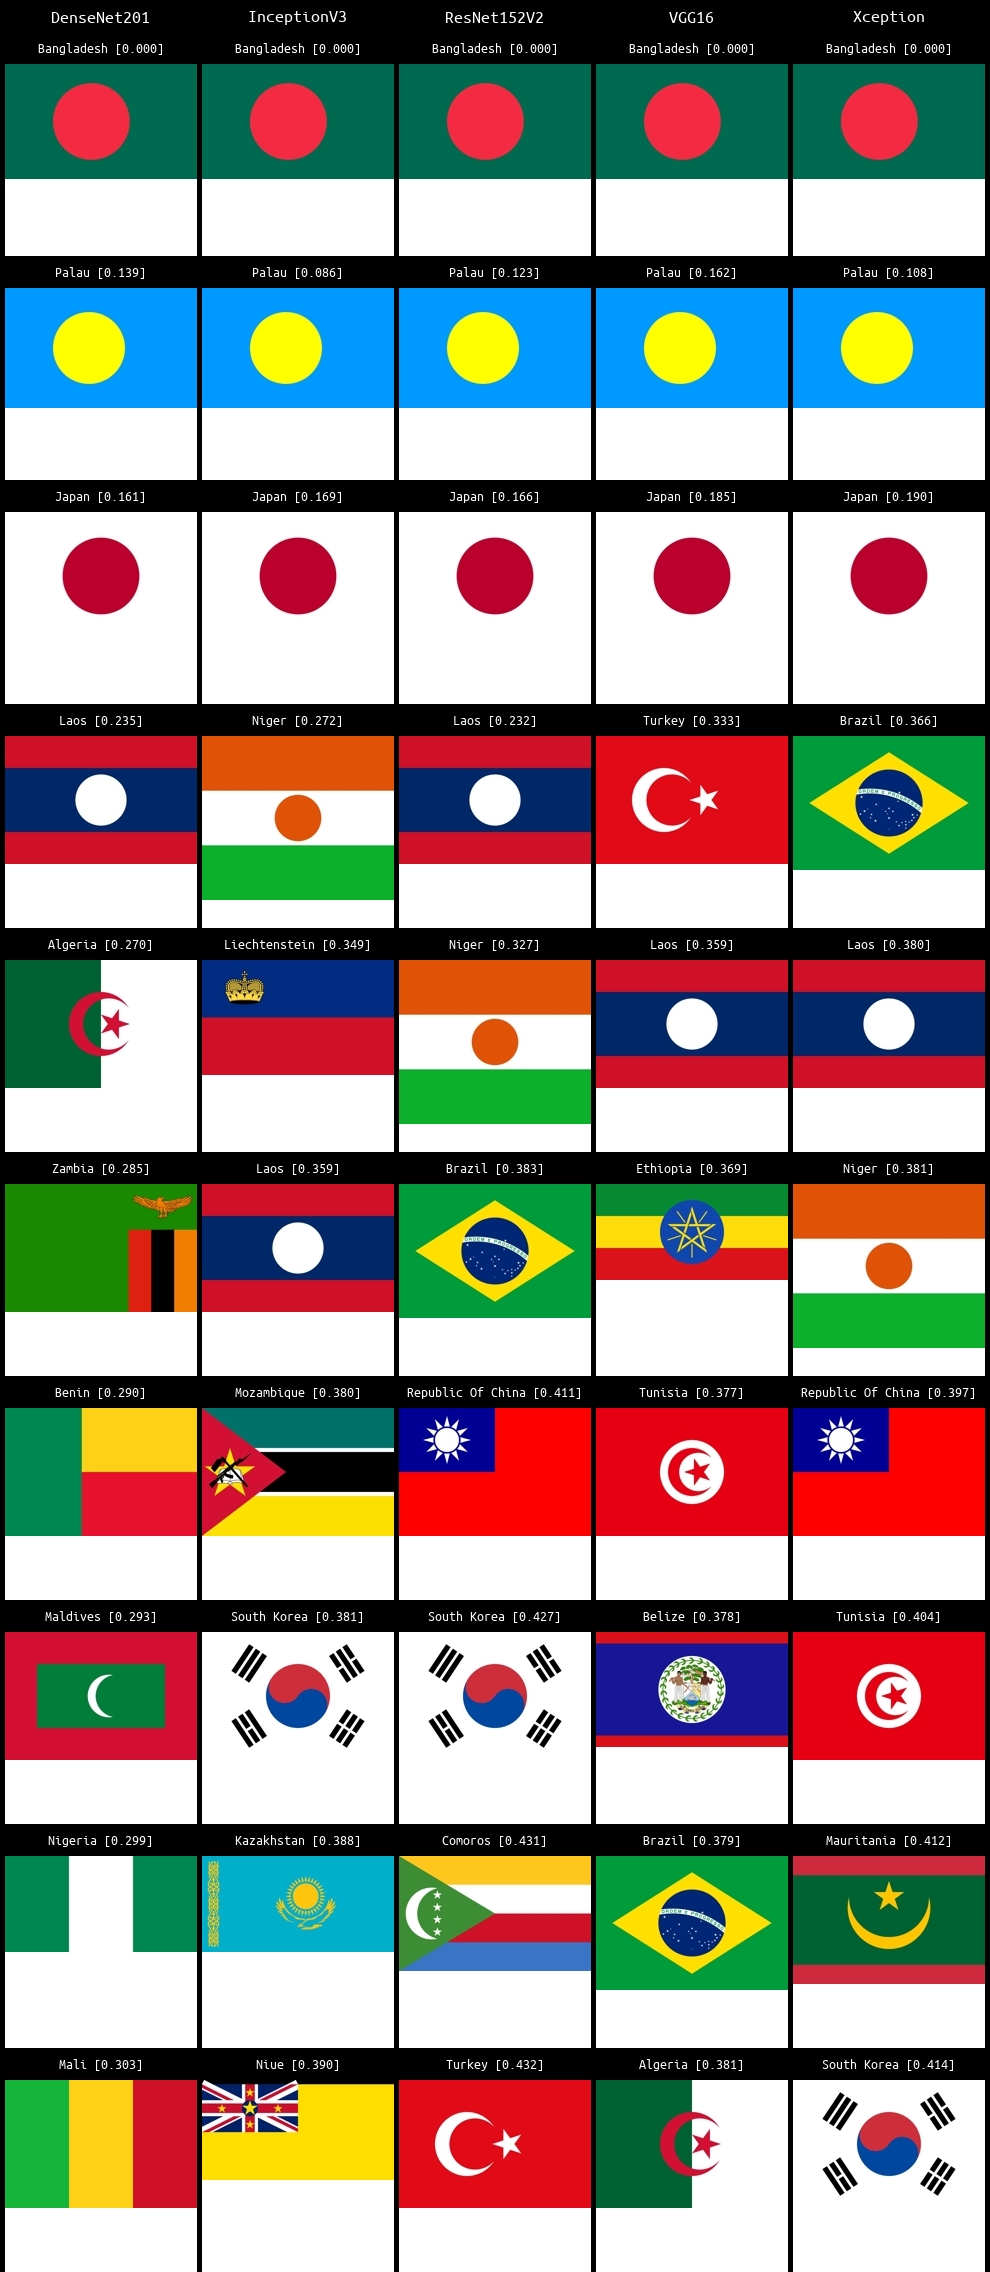 DenseNet201 InceptionV3 ResNet152V2 VGG16 Xception
Bangladesh [0.000] Bangladesh [0.000] Bangladesh [0.000] Bangladesh [0.000] Bangladesh [0.000]
Palau [0.139] Palau [0.086] Palau [0.123] Palau [0.162] Palau [0.108]
Japan [0.161] Japan [0.169] Japan [0.166] Japan [0.185] Japan [0.190]
Laos [0.235] Niger [0.272] Laos [0.232] Turkey [0.333] Brazil [0.366]
ORDEM E PROGRESSO
Algeria [0.270] Liechtenstein [0.349] Niger [0.327] Laos [0.359] Laos [0.380]
Zambia [0.285] Laos [0.359] Brazil [0.383] Ethiopia [0.369] Niger [0.381]
ORDEM E PROGRESSO
Benin [0.290] Mozambique [0.380] Republic Of China [0.411] Tunisia [0.377] Republic Of China [0.397]
Maldives [0.293] South Korea [0.381] South Korea [0.427] Belize [0.378] Tunisia [0.404]
Nigeria [0.299] Kazakhstan [0.388] Comoros [0.431] Brazil [0.379] Mauritania [0.412]
ORDEM E PROGRESSO
Mali [0.303] Niue [0.390] Turkey [0.432] Algeria [0.381] South Korea [0.414]